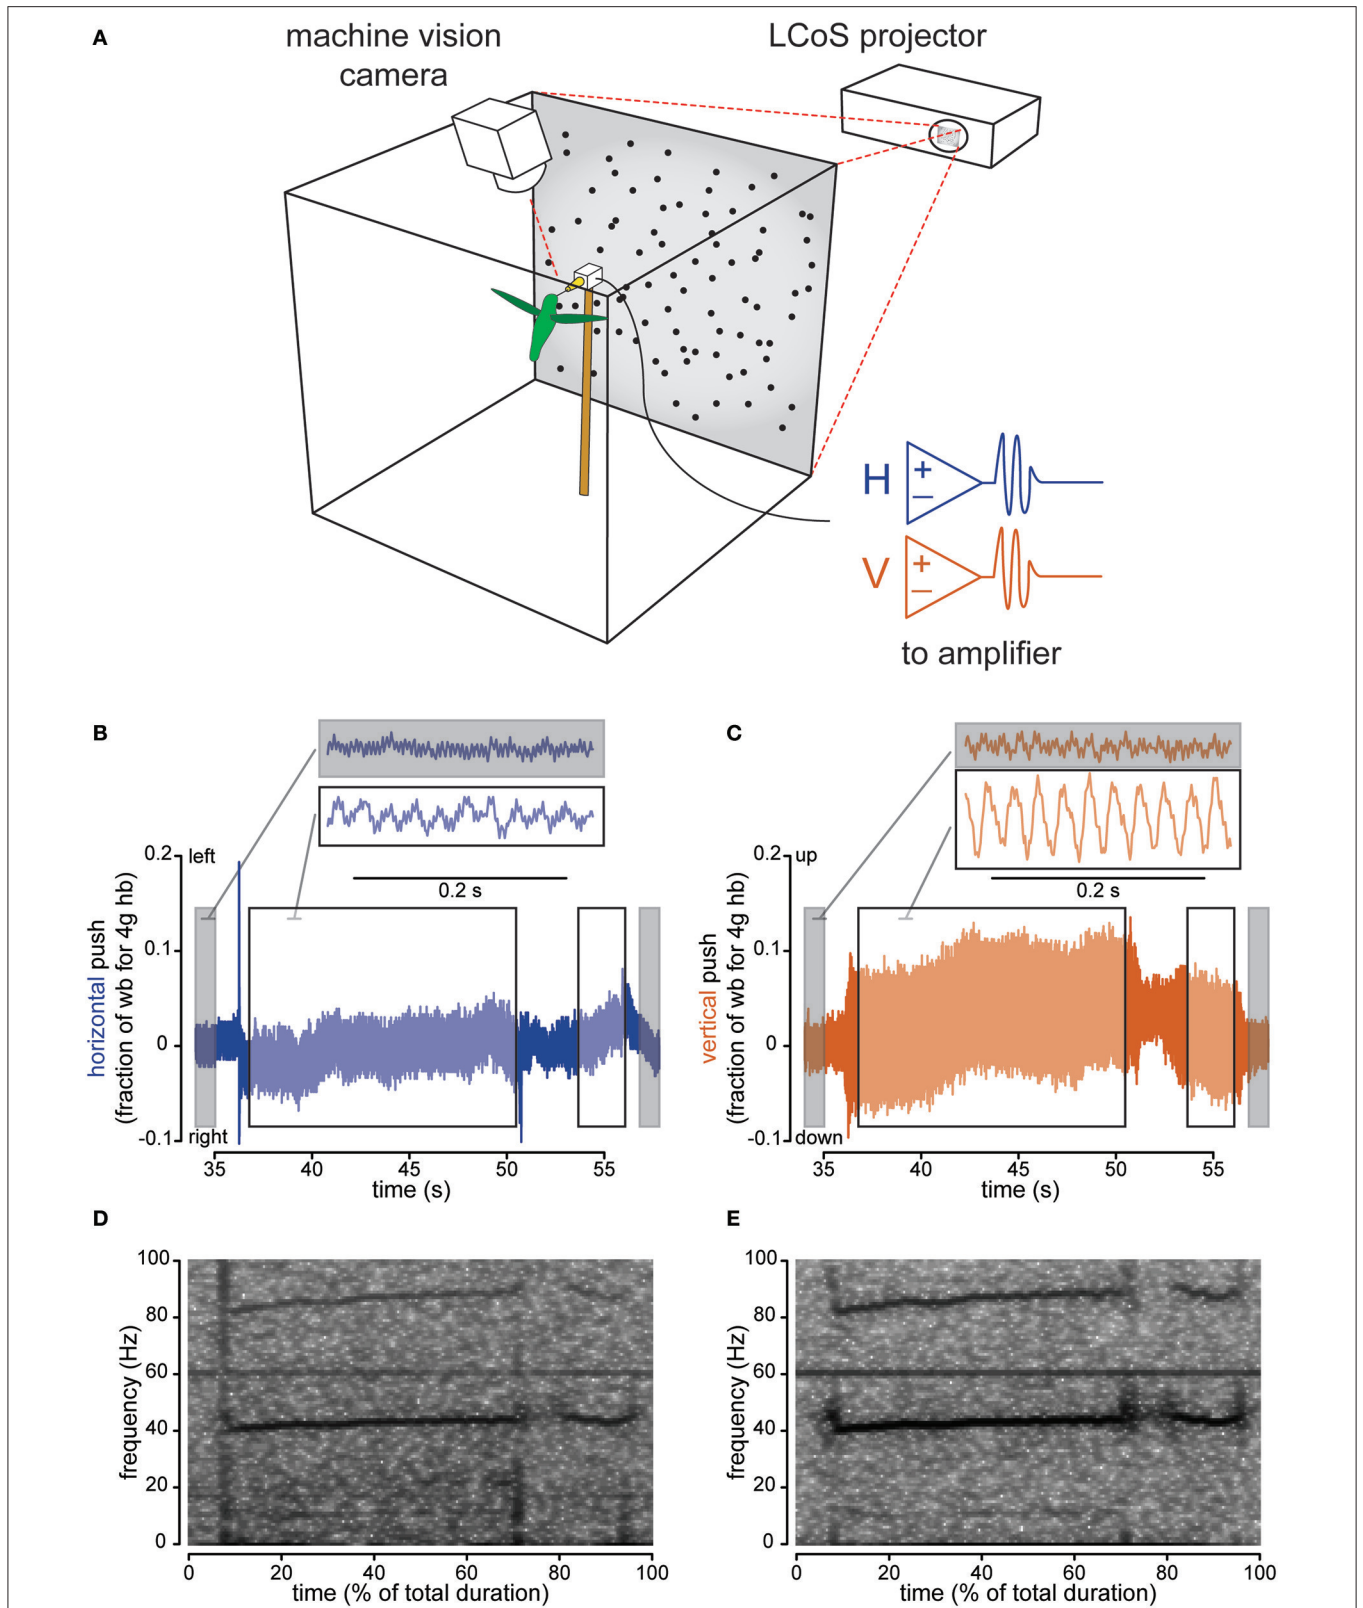 A
machine vision
camera
LCoS projector
H
+
−
V
+
−
to amplifier
B
0.2
left
0.2 s
0.1
0
-0.1
right
horizontal push
(fraction of wb for 4g hb)
35
40
45
50
55
time (s)
C
0.2
up
0.2 s
0.1
0
-0.1
down
vertical push
(fraction of wb for 4g hb)
35
40
45
50
55
time (s)
D
100
80
60
40
20
0
frequency (Hz)
0
20
40
60
80
100
time (% of total duration)
E
100
80
60
40
20
0
frequency (Hz)
0
20
40
60
80
100
time (% of total duration)